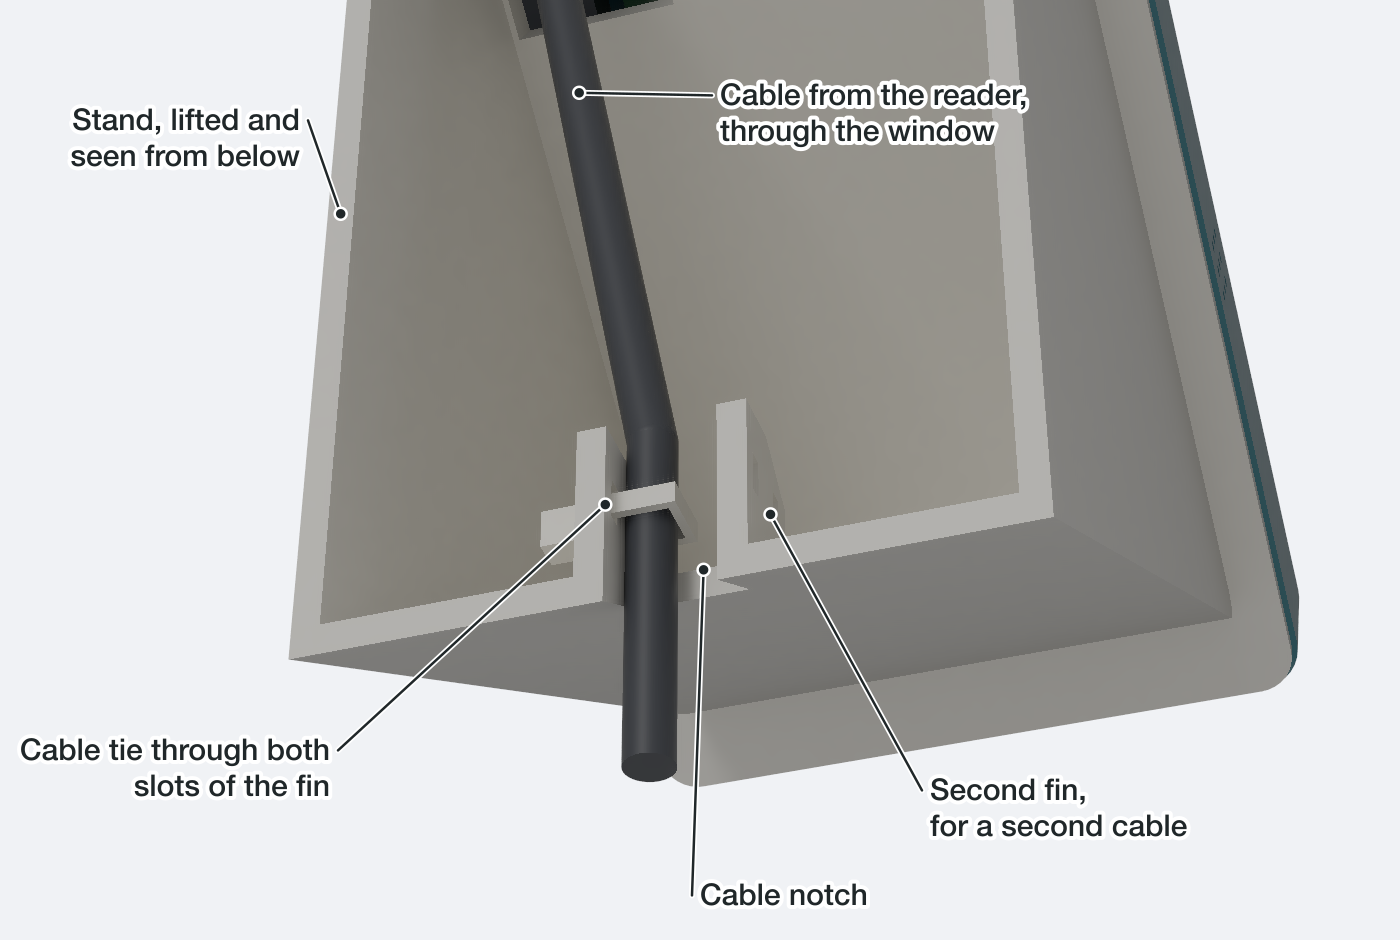 Cable from the reader,
through the window
Stand, lifted and
seen from below
Cable tie through both
slots of the fin
Second fin,
for a second cable
Cable notch